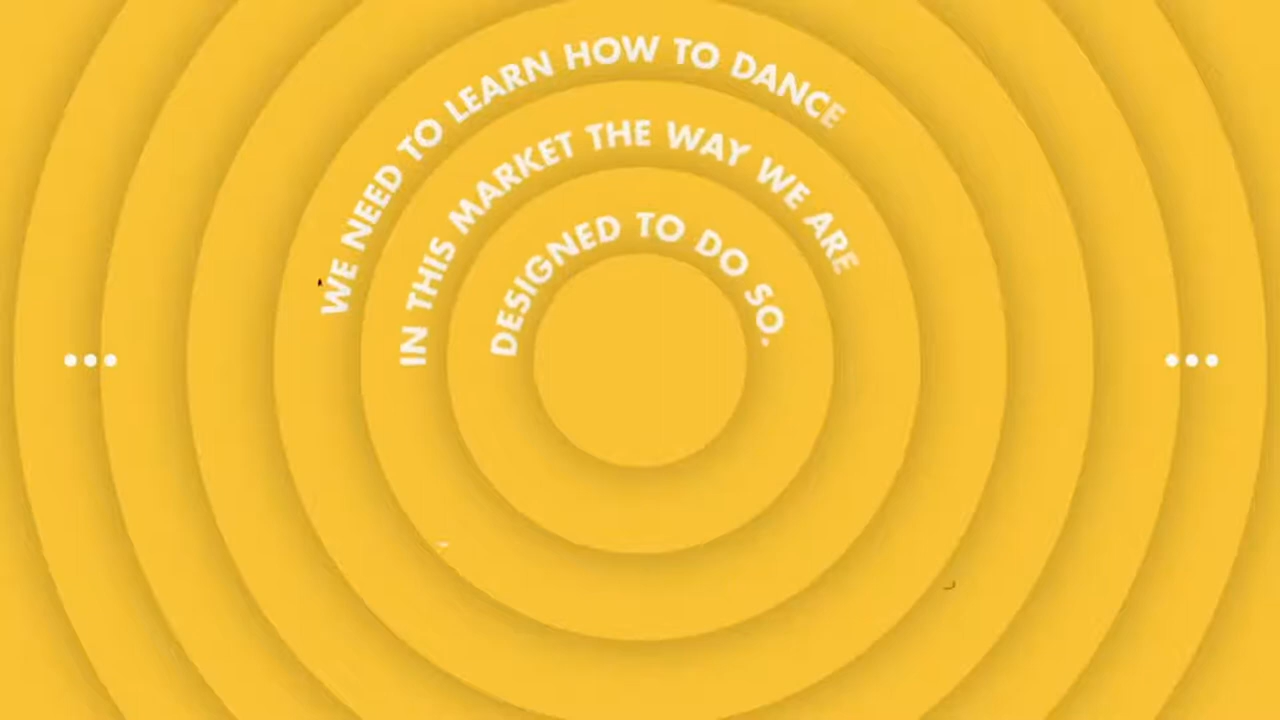 WE NEED TO LEARN HOW TO DANCE
IN THIS MARKET THE WAY WE ARE
DESIGNED TO DO SO.